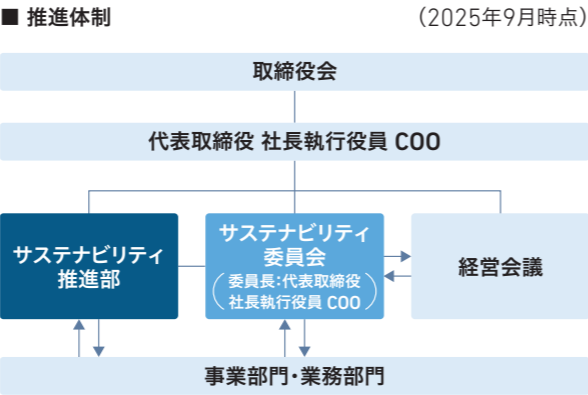 ■ 推進体制
（2025年9月時点）
取締役会
代表取締役 社長執行役員 COO
サステナビリティ
推進部
サステナビリティ
委員会
（委員長：代表取締役
社長執行役員 COO）
経営会議
事業部門・業務部門